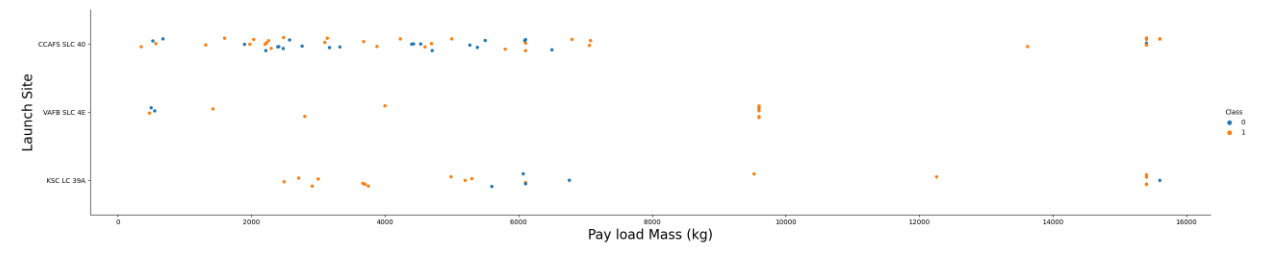 CCAFS SLC 40
VAFB SLC 4E
KSC LC 39A
Launch Site
0 2000 4000 6000 8000 10000 12000 14000 16000
Pay load Mass (kg)
Class
0
1